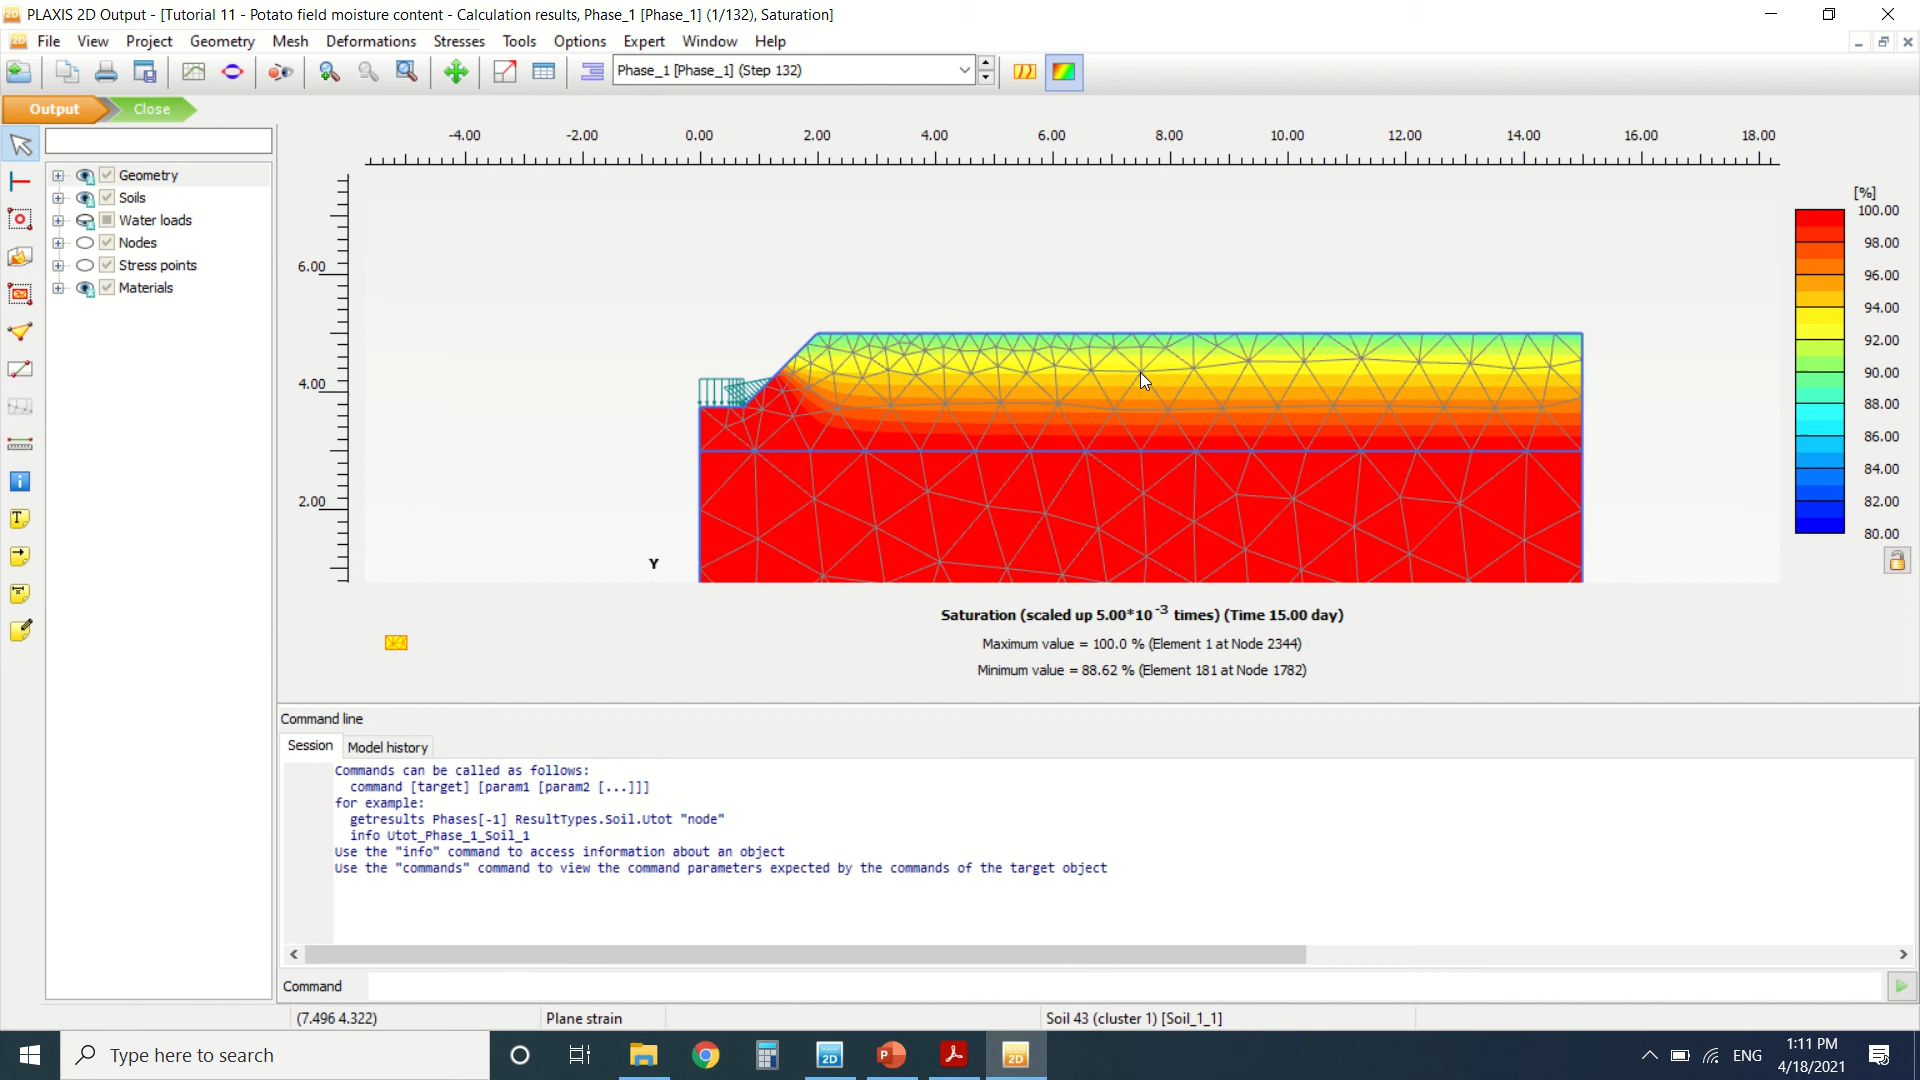 PLAXIS 2D Output - [Tutorial 11 - Potato field moisture content - Calculation results, Phase_1 [Phase_1] (1/132), Saturation]
File View Project Geometry Mesh Deformations Stresses Tools Options Expert Window Help
Phase_1 [Phase_1] (Step 132)
Output Close
-4.00 -2.00 0.00 2.00 4.00 6.00 8.00 10.00 12.00 14.00 16.00 18.00
Geometry
Soils
Water loads
Nodes
Stress points
Materials
6.00
4.00
2.00
Y
[%]
100.00
98.00
96.00
94.00
92.00
90.00
88.00
86.00
84.00
82.00
80.00
Saturation (scaled up 5.00*10 -3 times) (Time 15.00 day)
Maximum value = 100.0 % (Element 1 at Node 2344)
Minimum value = 88.62 % (Element 181 at Node 1782)
Command line
Session Model history
Commands can be called as follows:
command [target] [param1 [param2 [...]]]
for example:
getresults Phases[-1] ResultTypes.Soil.Utot "node"
info Utot_Phase_1_Soil_1
Use the "info" command to access information about an object
Use the "commands" command to view the command parameters expected by the commands of the target object
Command
(7.496 4.322) Plane strain Soil 43 (cluster 1) [Soil_1_1]
Type here to search
2D
2D
ENG
1:11 PM
4/18/2021